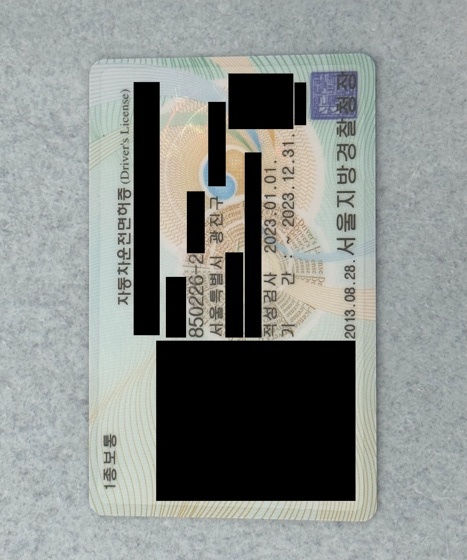 1종보통
자동차운전면허증 (Driver's License)
850226-2
서울특별시 광진구
적성검사 2023.01.01.
기 간 : ~ 2023.12.31.
2013.08.28. 서울지방경찰청장